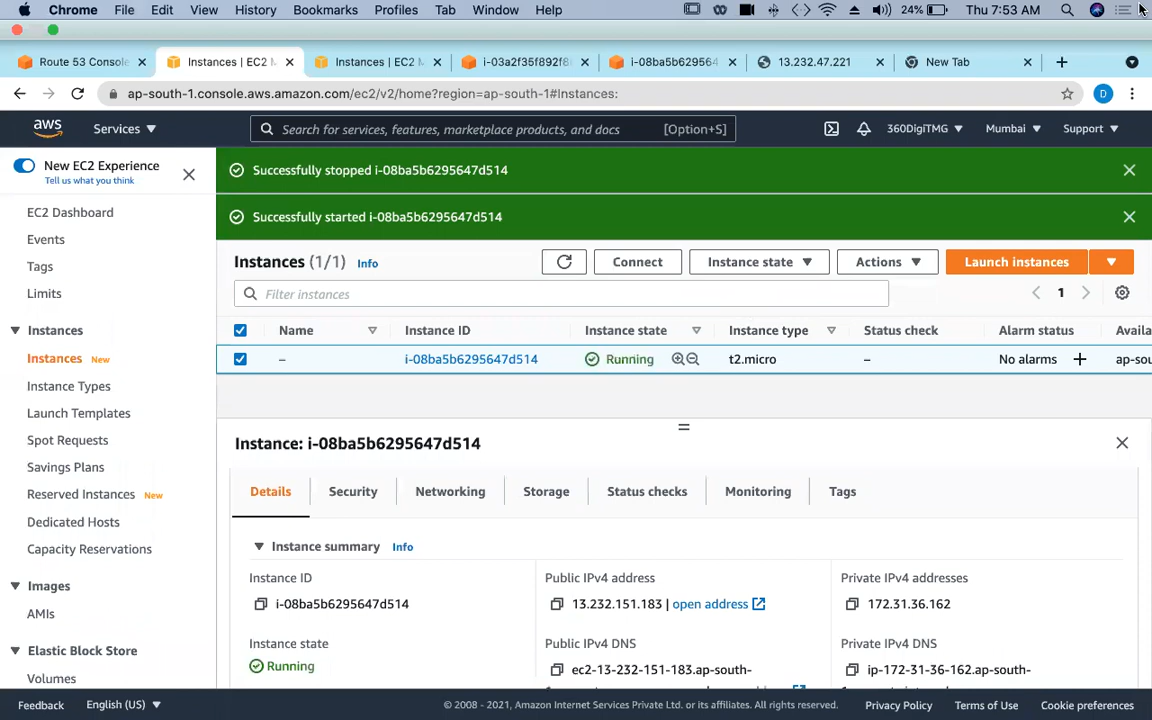 Chrome File Edit View History Bookmarks Profiles Tab Window Help 24% Thu 7:53 AM
Route 53 Console Instances | EC2 M Instances | EC2 M i-03a2f35f892f8 i-08ba5b6295647 13.232.47.221 New Tab
ap-south-1.console.aws.amazon.com/ec2/v2/home?region=ap-south-1#Instances: D
aws Services Search for services, features, marketplace products, and docs [Option+S] 360DigiTMG Mumbai Support
New EC2 Experience
Tell us what you think
EC2 Dashboard
Events
Tags
Limits
Instances
Instances New
Instance Types
Launch Templates
Spot Requests
Savings Plans
Reserved Instances New
Dedicated Hosts
Capacity Reservations
Images
AMIs
Elastic Block Store
Volumes
Successfully stopped i-08ba5b6295647d514
Successfully started i-08ba5b6295647d514
Instances (1/1) Info Connect Instance state Actions Launch instances
Filter instances 1
Name Instance ID Instance state Instance type Status check Alarm status Availa
– i-08ba5b6295647d514 Running t2.micro – No alarms ap-sou
Instance: i-08ba5b6295647d514
Details Security Networking Storage Status checks Monitoring Tags
Instance summary Info
Instance ID Public IPv4 address Private IPv4 addresses
i-08ba5b6295647d514 13.232.151.183 | open address 172.31.36.162
Instance state Public IPv4 DNS Private IPv4 DNS
Running ec2-13-232-151-183.ap-south- ip-172-31-36-162.ap-south-
Feedback English (US) © 2008 - 2021, Amazon Internet Services Private Ltd. or its affiliates. All rights reserved. Privacy Policy Terms of Use Cookie preferences